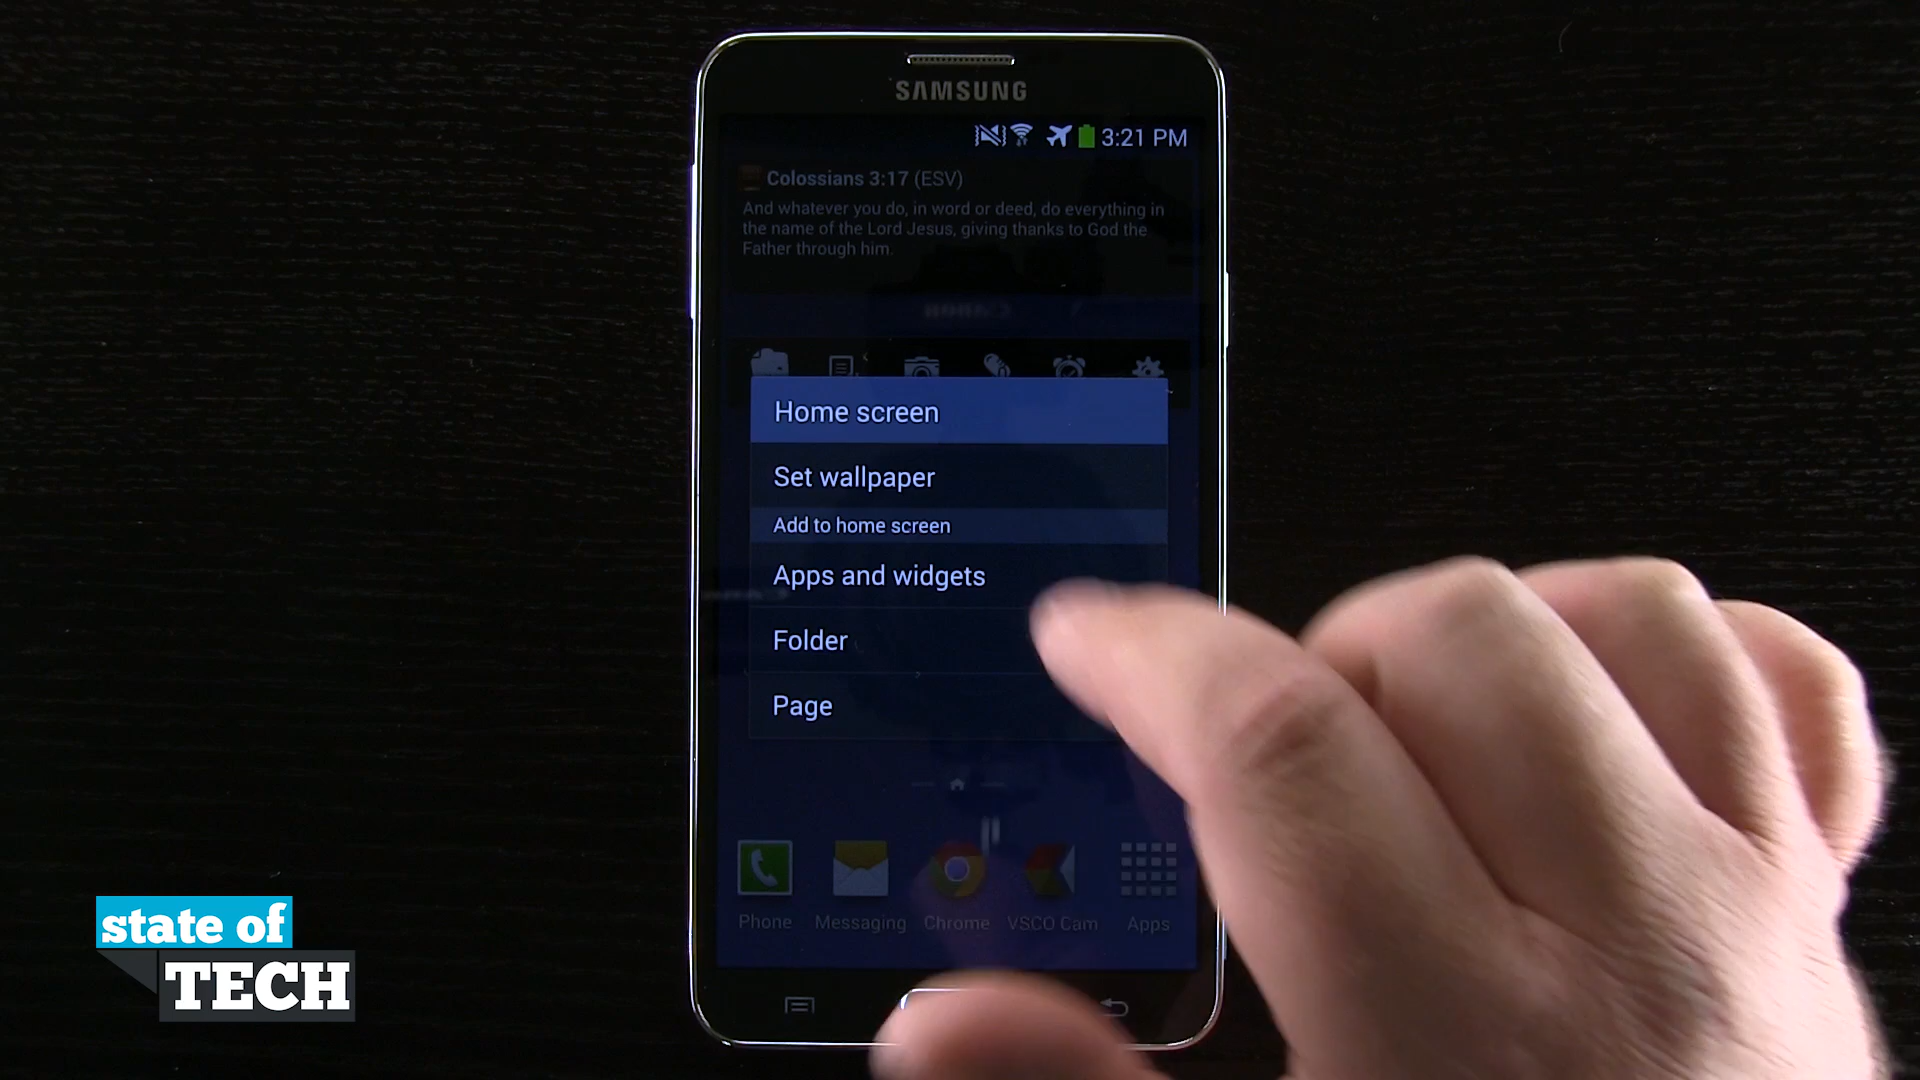 SAMSUNG
3:21 PM
Colossians 3:17 (ESV)
And whatever you do, in word or deed, do everything in
the name of the Lord Jesus, giving thanks to God the
Father through him.
Home screen
Set wallpaper
Add to home screen
Apps and widgets
Folder
Page
Phone Messaging Chrome VSCO Cam Apps
state of
TECH